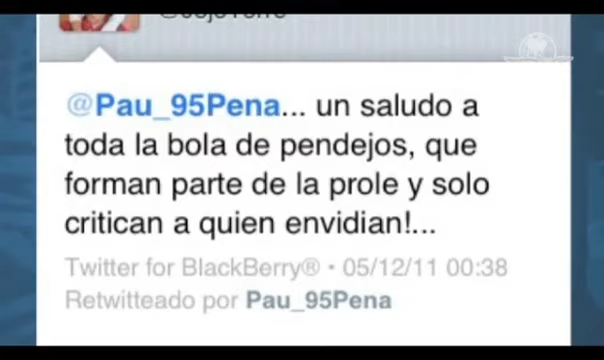 @Pau_95Pena... un saludo a
toda la bola de pendejos, que
forman parte de la prole y solo
critican a quien envidian!...
Twitter for BlackBerry® • 05/12/11 00:38
Retwitteado por Pau_95Pena